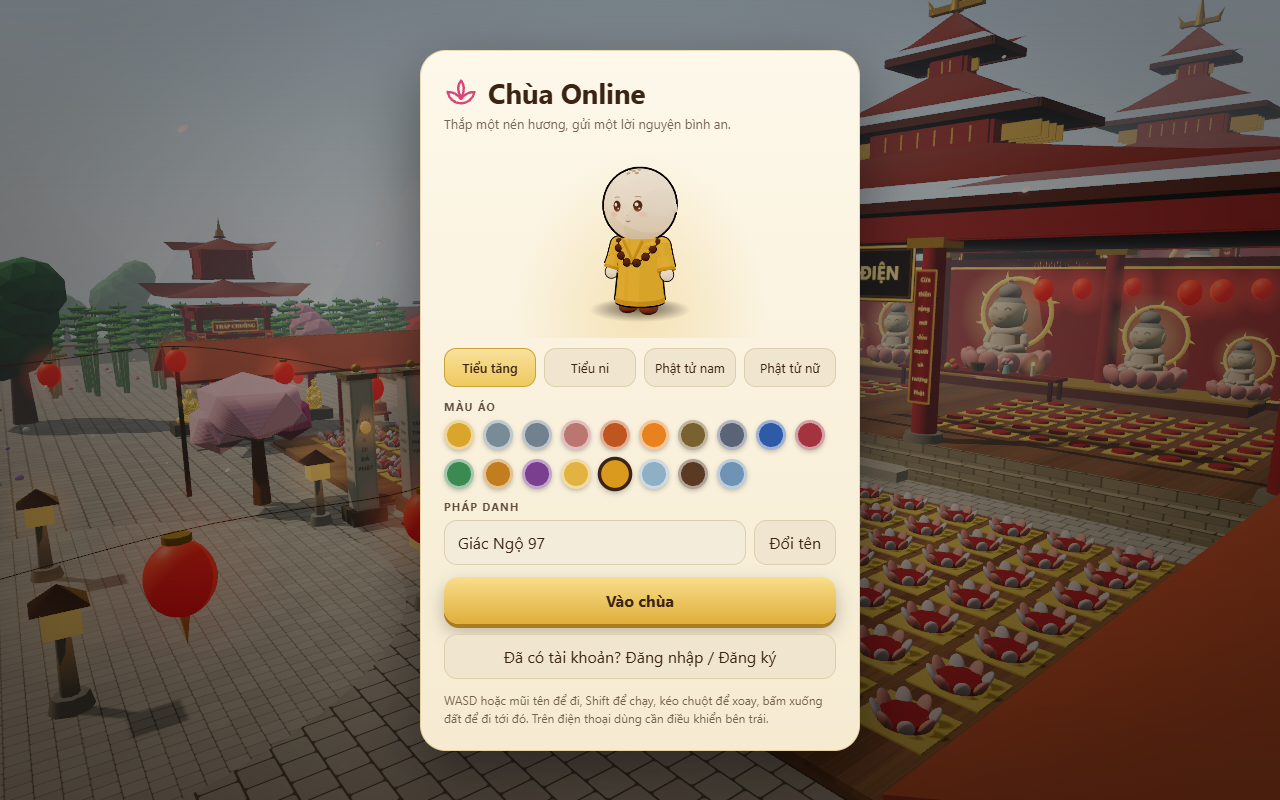 Chùa Online
Thắp một nén hương, gửi một lời nguyện bình an.
THÁP CHUÔNG
ĐIỆN
Tiểu tăng
Tiểu ni
Phật tử nam
Phật tử nữ
MÀU ÁO
PHÁP DANH
Giác Ngộ 97
Đổi tên
Vào chùa
Đã có tài khoản? Đăng nhập / Đăng ký
WASD hoặc mũi tên để đi, Shift để chạy, kéo chuột để xoay, bấm xuống
đất để đi tới đó. Trên điện thoại dùng cần điều khiển bên trái.